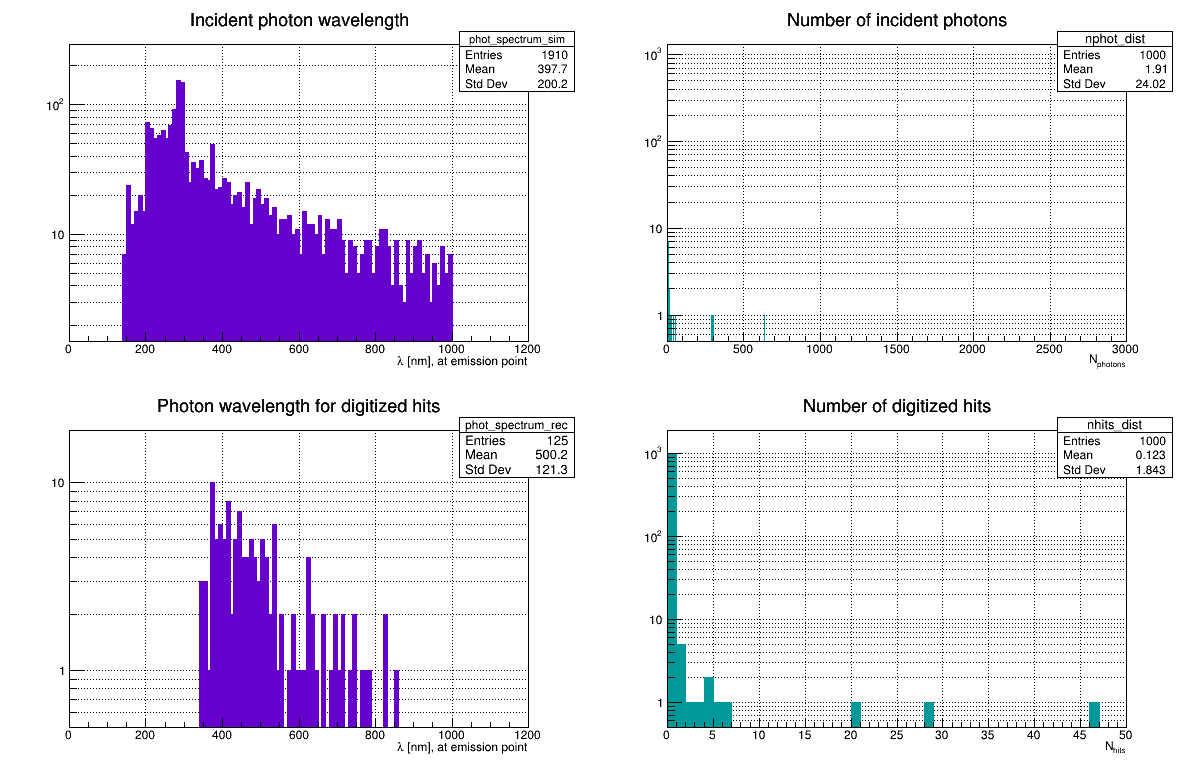 Incident photon wavelength
phot_spectrum_sim
Entries 1910
Mean 397.7
Std Dev 200.2
10²
10
0 200 400 600 800 1000 1200
λ [nm], at emission point
Number of incident photons
nphot_dist
Entries 1000
Mean 1.91
Std Dev 24.02
10³
10²
10
1
0 500 1000 1500 2000 2500 3000
N_photons
Photon wavelength for digitized hits
phot_spectrum_rec
Entries 125
Mean 500.2
Std Dev 121.3
10
1
0 200 400 600 800 1000 1200
λ [nm], at emission point
Number of digitized hits
nhits_dist
Entries 1000
Mean 0.123
Std Dev 1.843
10³
10²
10
1
0 5 10 15 20 25 30 35 40 45 50
N_hits